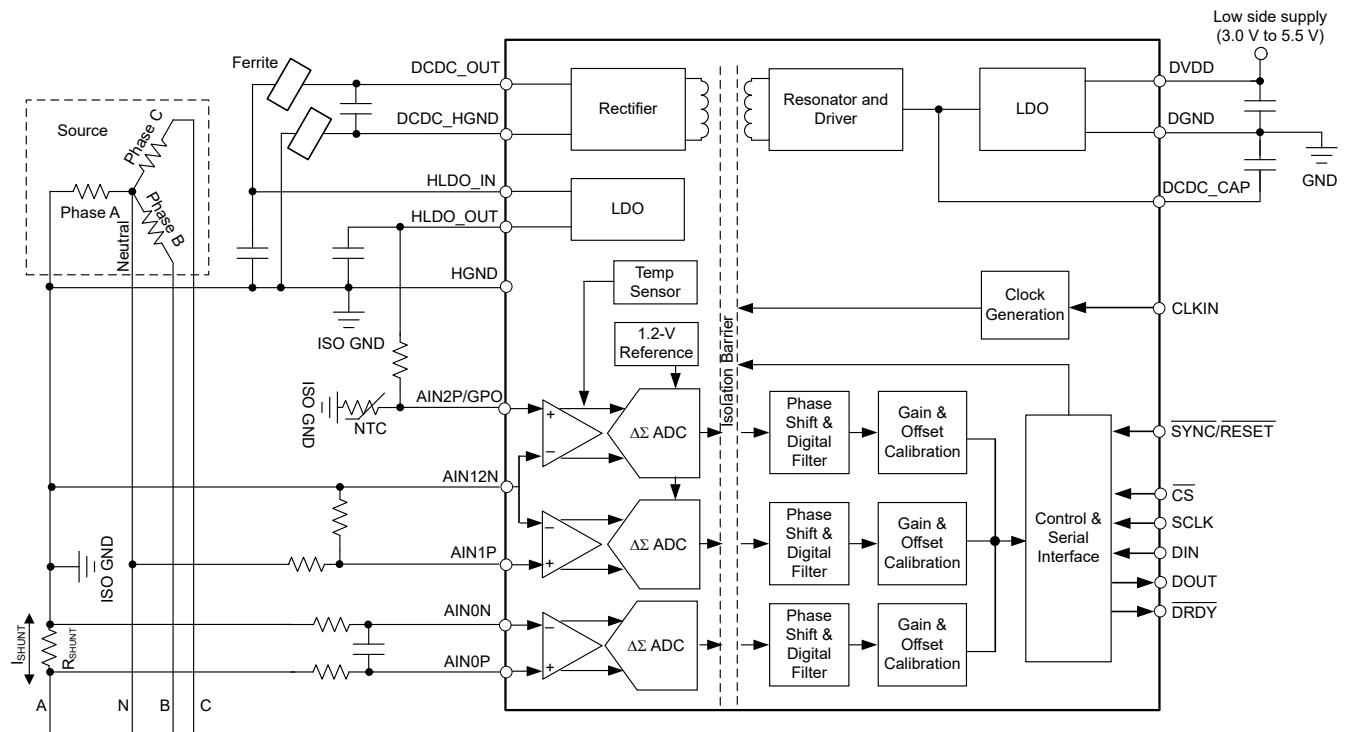 Low side supply
(3.0 V to 5.5 V)
Ferrite
DCDC_OUT
DCDC_HGND
Rectifier
Resonator and
Driver
LDO
DVDD
DGND
GND
DCDC_CAP
Source
Phase C
Phase A
Phase B
Neutral
HLDO_IN
HLDO_OUT
LDO
HGND
ISO GND
Temp
Sensor
Clock
Generation
CLKIN
1.2-V
Reference
Isolation Barrier
ISO GND
NTC
AIN2P/GPO
+
−
ΔΣ ADC
Phase
Shift &
Digital
Filter
Gain &
Offset
Calibration
SYNC/RESET
AIN12N
−
+
ΔΣ ADC
Phase
Shift &
Digital
Filter
Gain &
Offset
Calibration
Control &
Serial
Interface
CS
SCLK
DIN
DOUT
DRDY
AIN1P
ISO GND
AIN0N
AIN0P
−
+
ΔΣ ADC
Phase
Shift &
Digital
Filter
Gain &
Offset
Calibration
ISHUNT
RSHUNT
A
N
B
C